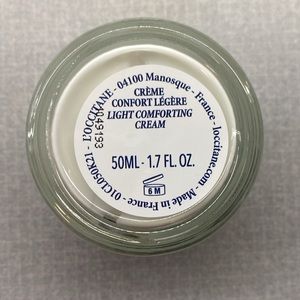 L'OCCITANE - 04100 Manosque - France - loccitane.com - Made in France - 01CL050K21
CRÈME
CONFORT LÉGÈRE
LIGHT COMFORTING
CREAM
50ML - 1.7 FL. OZ.
6 M